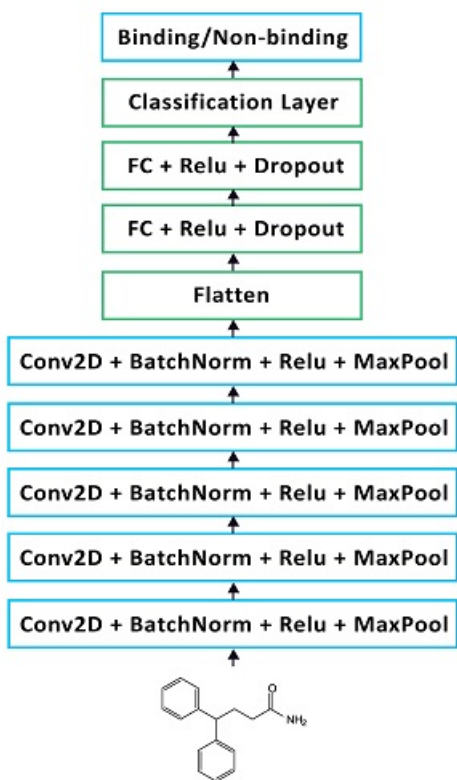 Binding/Non-binding
Classification Layer
FC + Relu + Dropout
FC + Relu + Dropout
Flatten
Conv2D + BatchNorm + Relu + MaxPool
Conv2D + BatchNorm + Relu + MaxPool
Conv2D + BatchNorm + Relu + MaxPool
Conv2D + BatchNorm + Relu + MaxPool
Conv2D + BatchNorm + Relu + MaxPool
O
NH₂